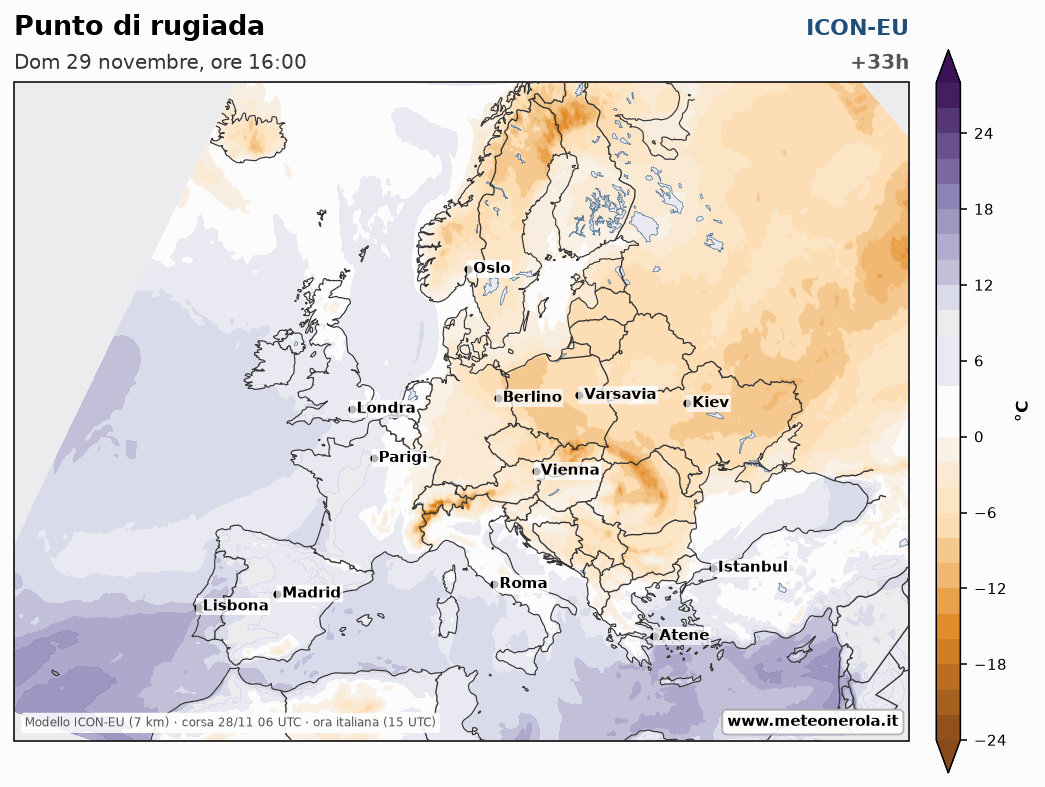 Punto di rugiada
ICON-EU
Dom 29 novembre, ore 16:00
+33h
Oslo
Berlino
Varsavia
Kiev
Londra
Parigi
Vienna
Istanbul
Roma
Madrid
Lisbona
Atene
Modello ICON-EU (7 km) · corsa 28/11 06 UTC · ora italiana (15 UTC)
www.meteonerola.it
24
18
12
6
0
−6
−12
−18
−24
°C